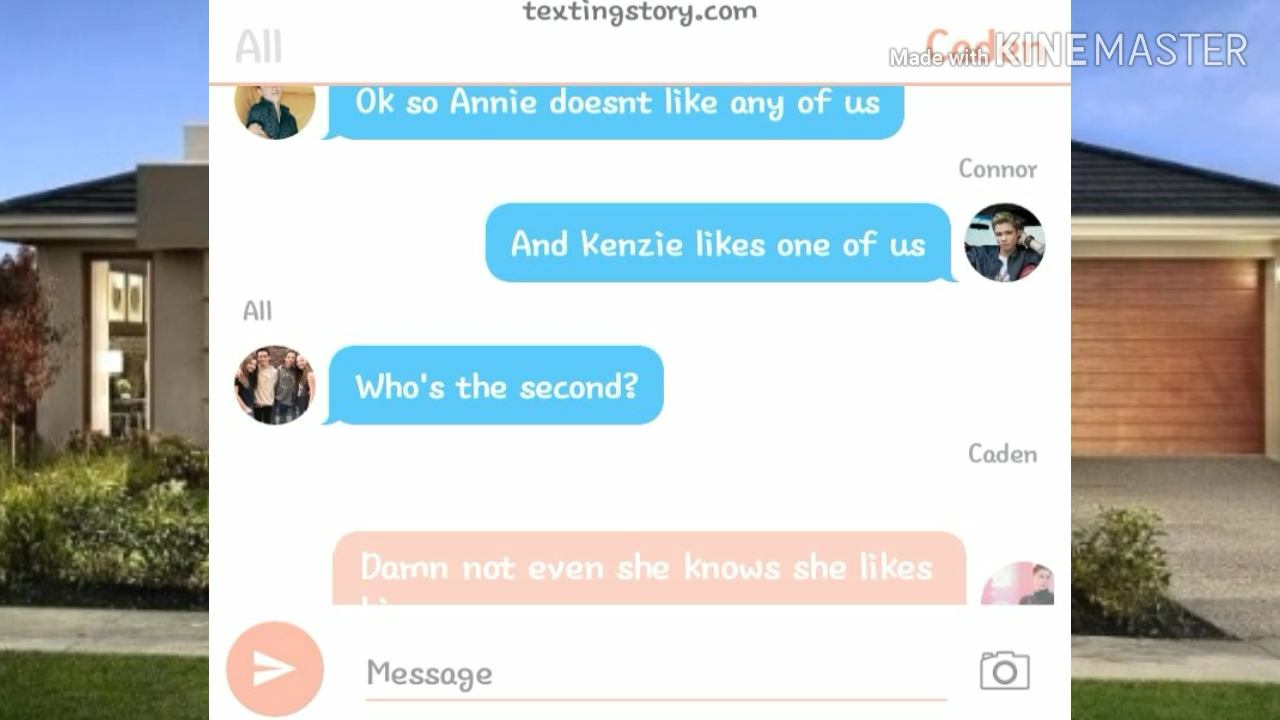 textingstory.com
All
Caden
Made with KINEMASTER
Ok so Annie doesnt like any of us
Connor
And Kenzie likes one of us
All
Who's the second?
Caden
Damn not even she knows she likes
Message